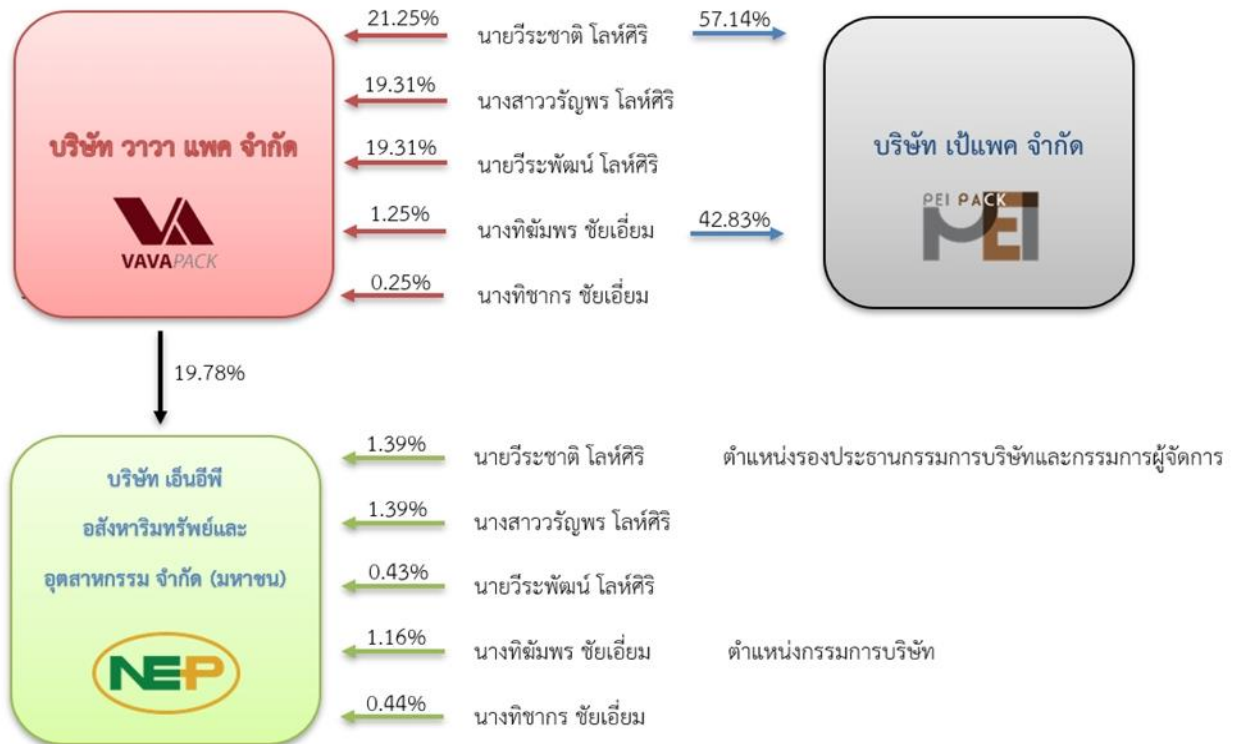 21.25% นายวีระชาติ โลห์ศิริ 57.14%
19.31% นางสาววรัญพร โลห์ศิริ
บริษัท วาวา แพค จำกัด
19.31% นายวีระพัฒน์ โลห์ศิริ
บริษัท เป้แพค จำกัด
VA
VAVAPACK
1.25% นางทิฆัมพร ชัยเอี่ยม 42.83%
PEI PACK
PEI
0.25% นางทิชากร ชัยเอี่ยม
19.78%
บริษัท เอ็นอีพี
อสังหาริมทรัพย์และ
อุตสาหกรรม จำกัด (มหาชน)
NEP
1.39% นายวีระชาติ โลห์ศิริ ตำแหน่งรองประธานกรรมการบริษัทและกรรมการผู้จัดการ
1.39% นางสาววรัญพร โลห์ศิริ
0.43% นายวีระพัฒน์ โลห์ศิริ
1.16% นางทิฆัมพร ชัยเอี่ยม ตำแหน่งกรรมการบริษัท
0.44% นางทิชากร ชัยเอี่ยม